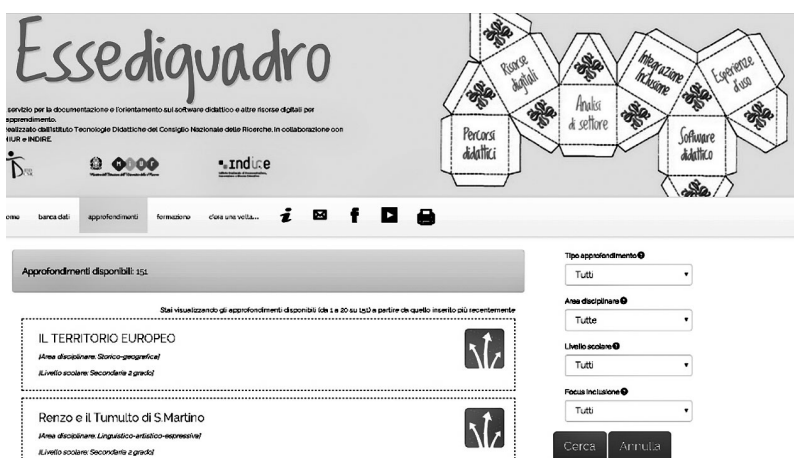 Essediquadro
servizio per la documentazione e l'orientamento sul software didattico e altre risorse digitali per
apprendimento.
realizzato dall'Istituto Tecnologie Didattiche del Consiglio Nazionale delle Ricerche. In collaborazione con
MIUR e INDIRE.
MIUR
indire
Percorsi
didattici
Risorse
digitali
Analisi
di settore
Integrazione
Inclusione
Software
didattico
Esperienze
d'uso
ome banca dati approfondimenti formazione c'era una volta...
Approfondimenti disponibili: 151
Stai visualizzando gli approfondimenti disponibili (da 1 a 20 su 151) a partire da quello inserito più recentemente
IL TERRITORIO EUROPEO
[Area disciplinare: Storico-geografica]
[Livello scolare: Secondaria 2 grado]
Renzo e il Tumulto di S.Martino
[Area disciplinare: Linguistico-artistico-espressiva]
[Livello scolare: Secondaria 2 grado]
Tipo approfondimento
Tutti
Area disciplinare
Tutte
Livello scolare
Tutti
Focus Inclusione
Tutti
Cerca Annulla